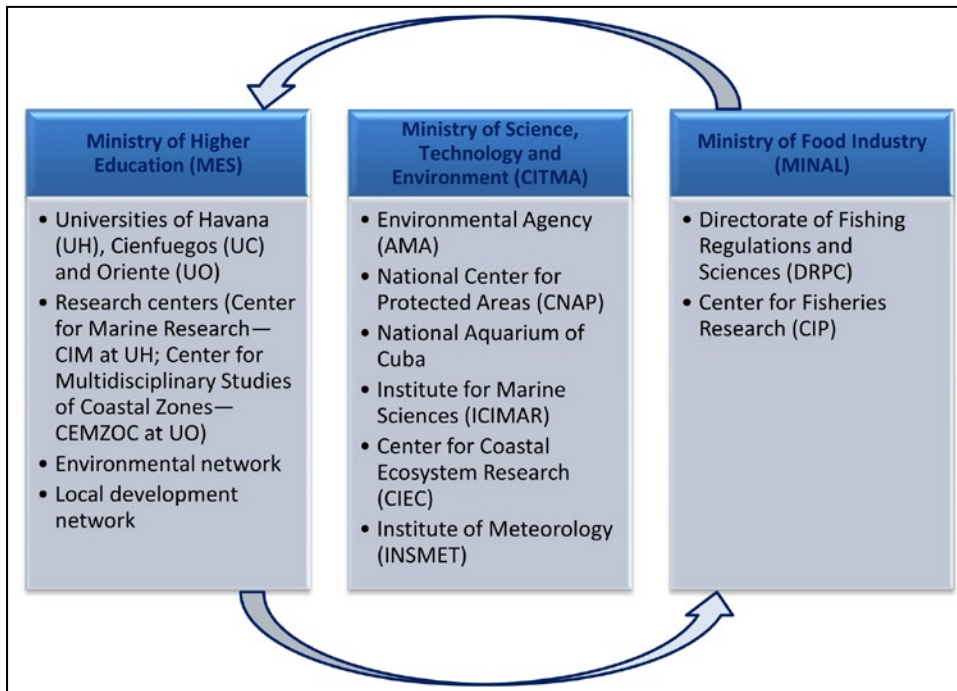 Ministry of Higher
Education (MES)
• Universities of Havana
(UH), Cienfuegos (UC)
and Oriente (UO)
• Research centers (Center
for Marine Research—
CIM at UH; Center for
Multidisciplinary Studies
of Coastal Zones—
CEMZOC at UO)
• Environmental network
• Local development
network
Ministry of Science,
Technology and
Environment (CITMA)
• Environmental Agency
(AMA)
• National Center for
Protected Areas (CNAP)
• National Aquarium of
Cuba
• Institute for Marine
Sciences (ICIMAR)
• Center for Coastal
Ecosystem Research
(CIEC)
• Institute of Meteorology
(INSMET)
Ministry of Food Industry
(MINAL)
• Directorate of Fishing
Regulations and
Sciences (DRPC)
• Center for Fisheries
Research (CIP)